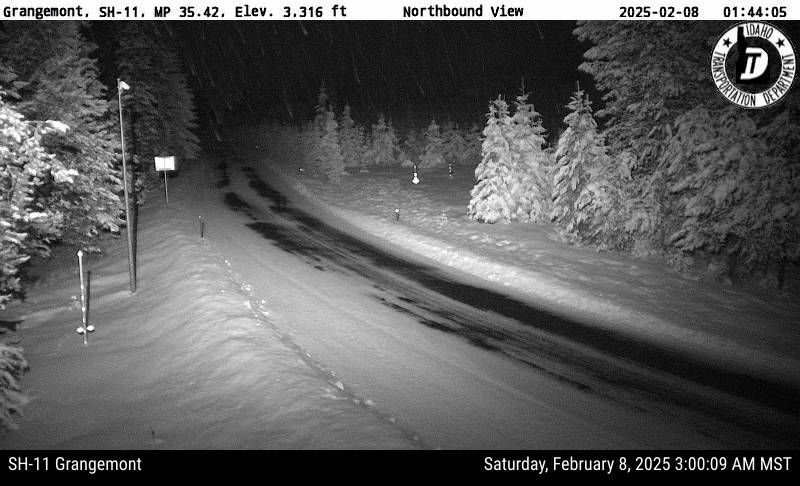 Grangemont, SH-11, MP 35.42, Elev. 3,316 ft Northbound View 2025-02-08 01:44:05
IDAHO
TRANSPORTATION DEPARTMENT
SH-11 Grangemont Saturday, February 8, 2025 3:00:09 AM MST